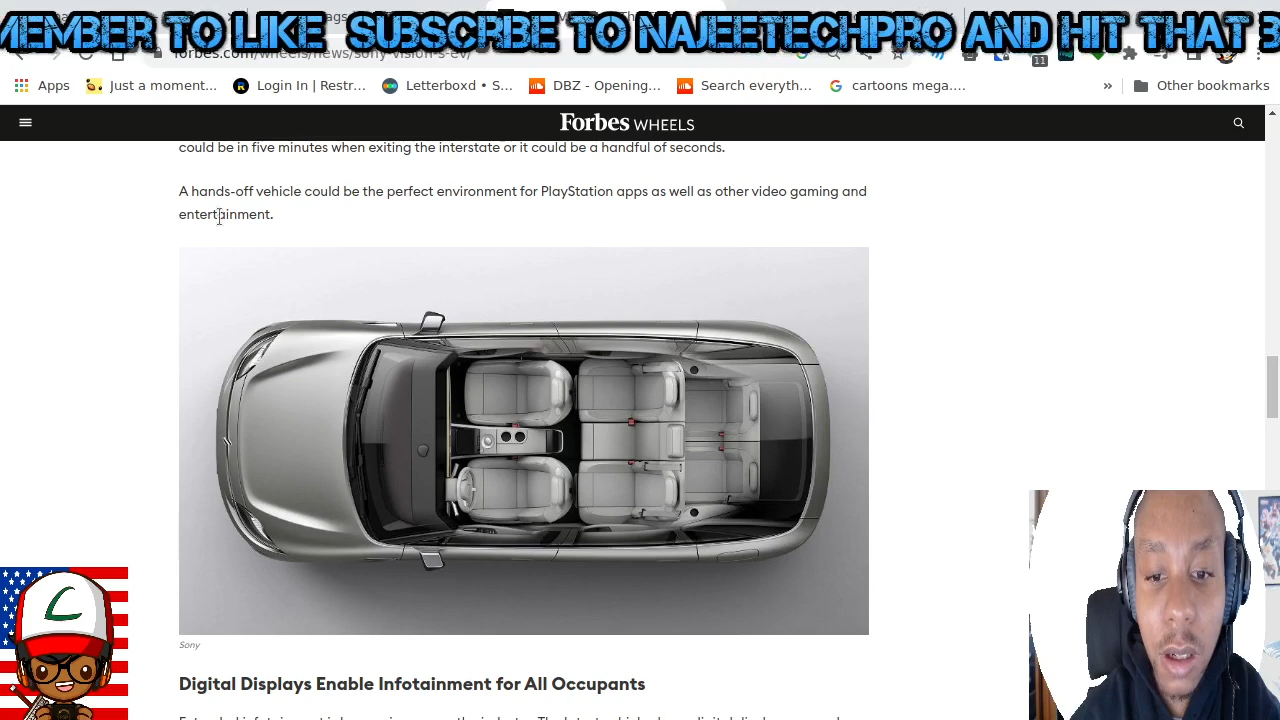 MEMBER TO LIKE SUBSCRIBE TO NAJEETECHPRO AND HIT THAT
forbes.com/wheels/news/sony-vision-s-ev/
11
Apps Just a moment... Login In | Restr... Letterboxd • S... DBZ - Opening... Search everyth... cartoons mega.... » Other bookmarks
Forbes WHEELS
could be in five minutes when exiting the interstate or it could be a handful of seconds.
A hands-off vehicle could be the perfect environment for PlayStation apps as well as other video gaming and
entertainment.
Sony
Digital Displays Enable Infotainment for All Occupants